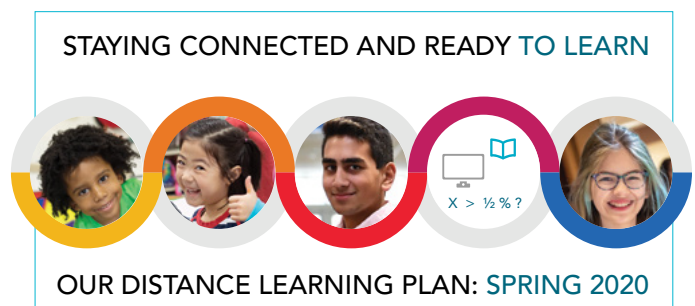 STAYING CONNECTED AND READY TO LEARN
X > ½ % ?
OUR DISTANCE LEARNING PLAN: SPRING 2020